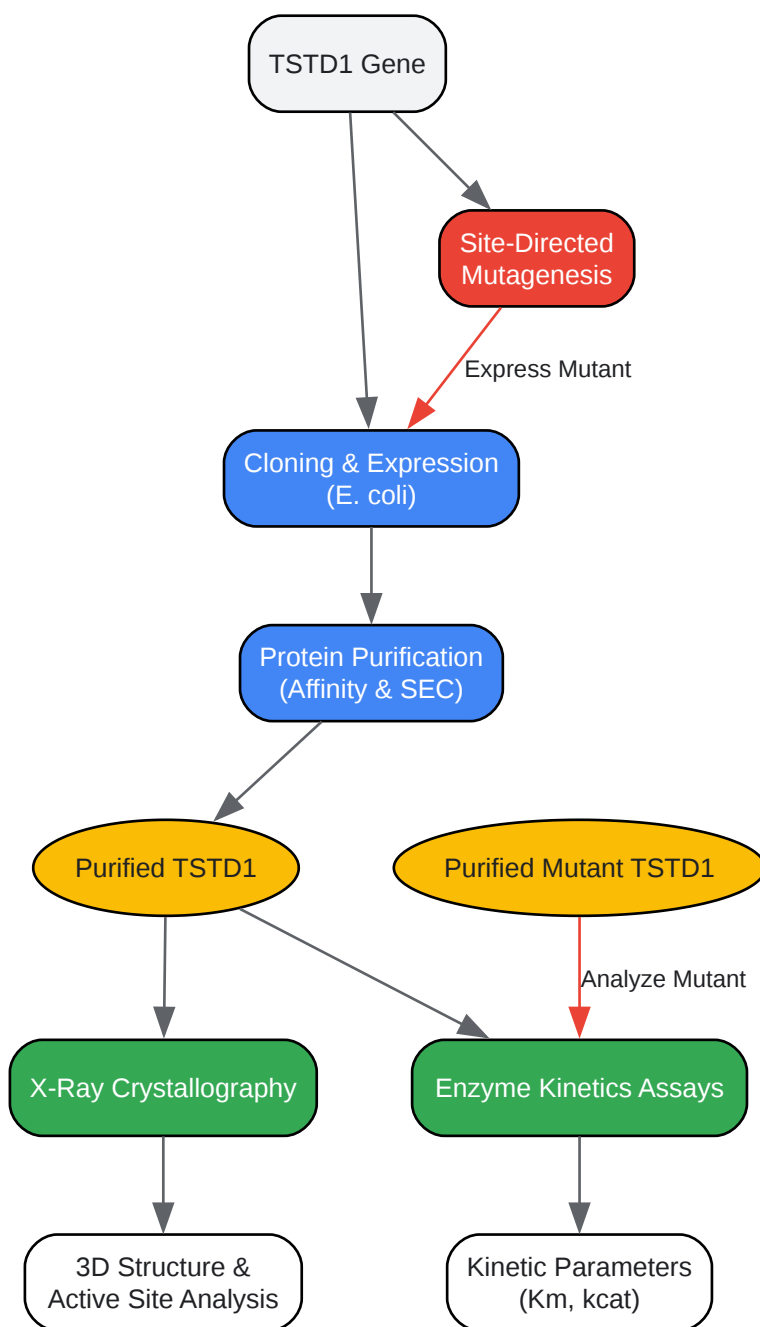 TSTD1 Gene
Site-Directed
Mutagenesis
Express Mutant
Cloning & Expression
(E. coli)
Protein Purification
(Affinity & SEC)
Purified TSTD1
Purified Mutant TSTD1
Analyze Mutant
X-Ray Crystallography
Enzyme Kinetics Assays
3D Structure &
Active Site Analysis
Kinetic Parameters
(Km, kcat)